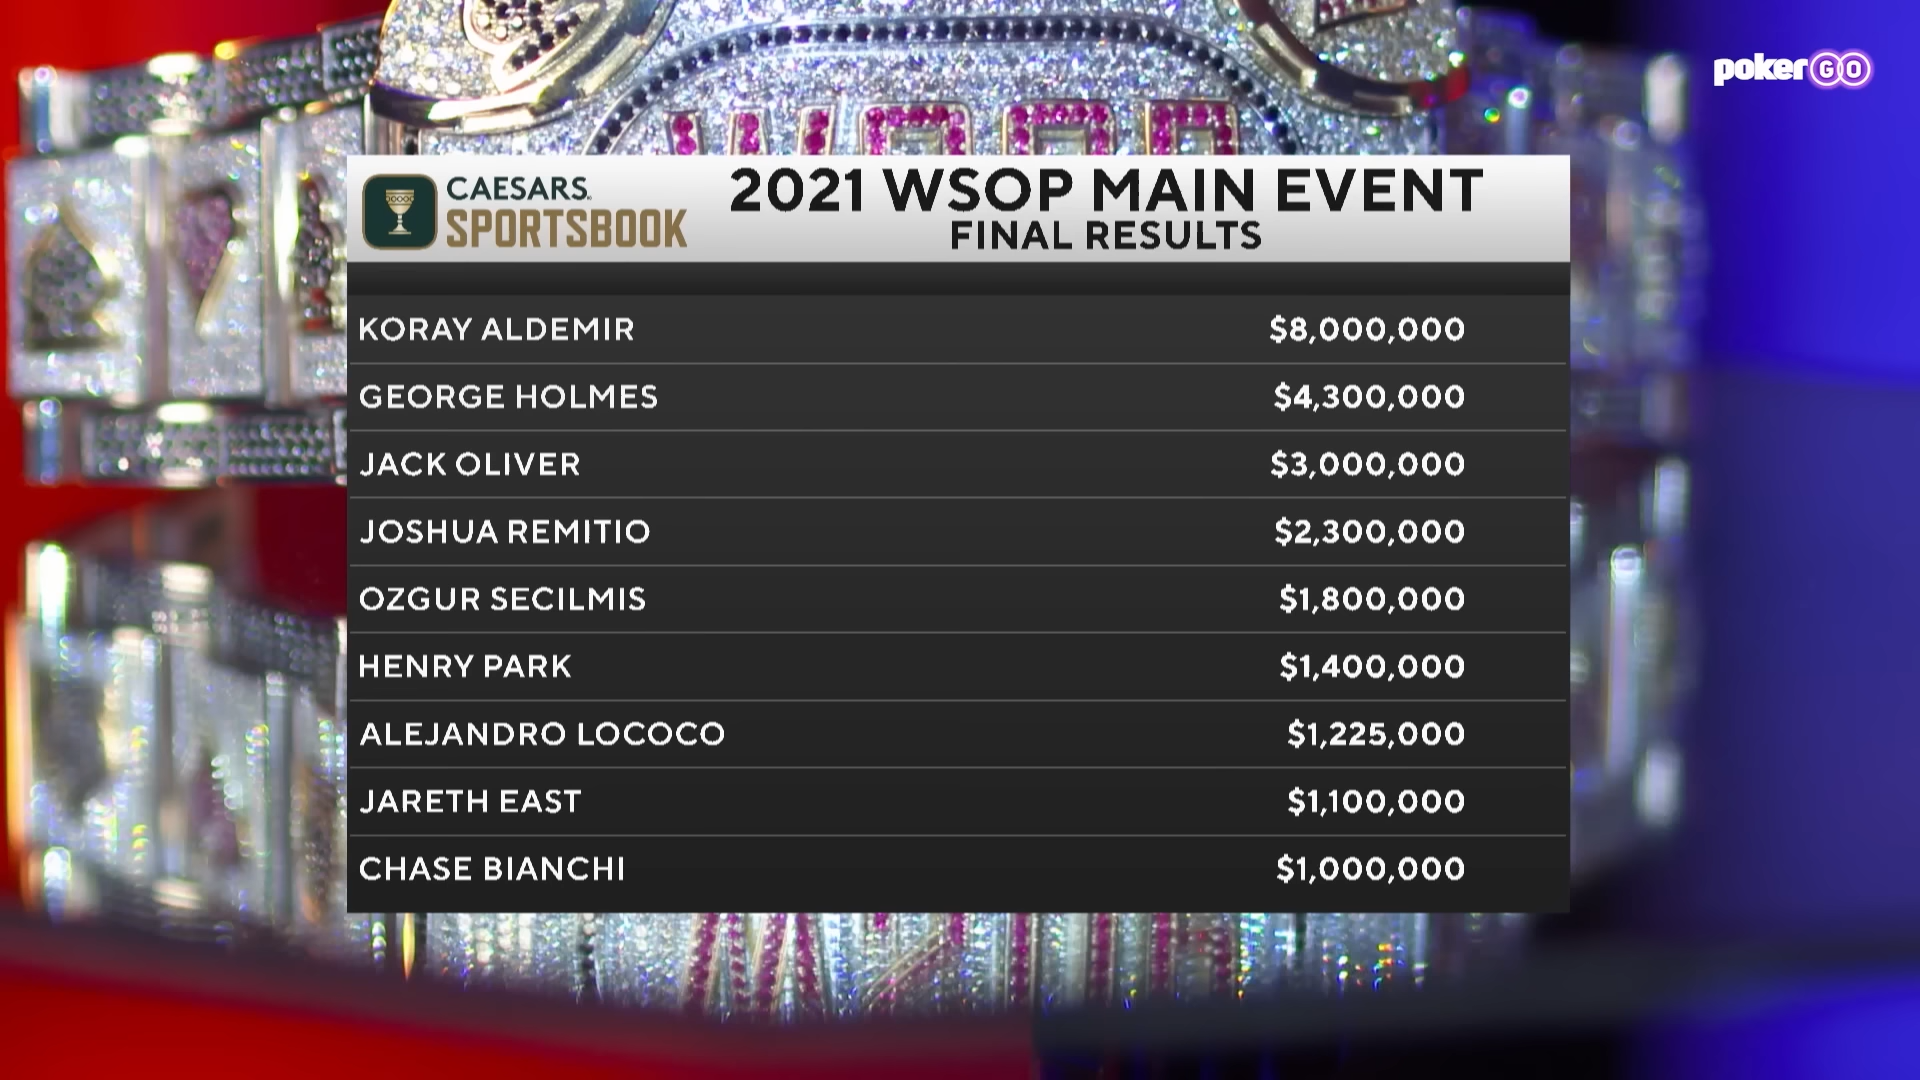 pokerGO
WSOP
CAESARS
SPORTSBOOK
2021 WSOP MAIN EVENT
FINAL RESULTS
KORAY ALDEMIR $8,000,000
GEORGE HOLMES $4,300,000
JACK OLIVER $3,000,000
JOSHUA REMITIO $2,300,000
OZGUR SECILMIS $1,800,000
HENRY PARK $1,400,000
ALEJANDRO LOCOCO $1,225,000
JARETH EAST $1,100,000
CHASE BIANCHI $1,000,000